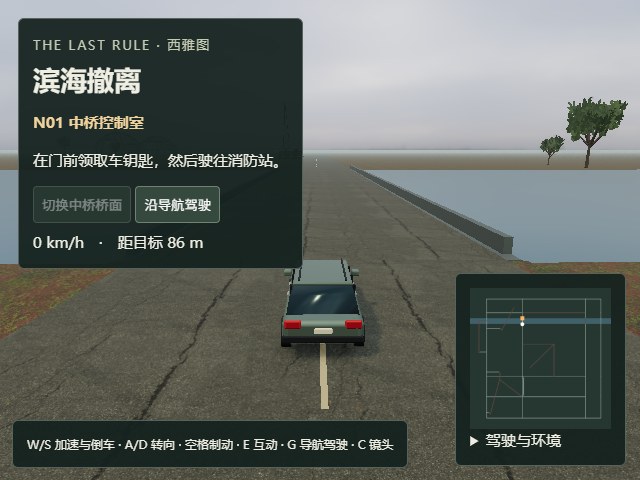 THE LAST RULE · 西雅图
滨海撤离
N01 中桥控制室
在门前领取车钥匙，然后驶往消防站。
切换中桥桥面
沿导航驾驶
0 km/h · 距目标 86 m
▶ 驾驶与环境
W/S 加速与倒车 · A/D 转向 · 空格制动 · E 互动 · G 导航驾驶 · C 镜头